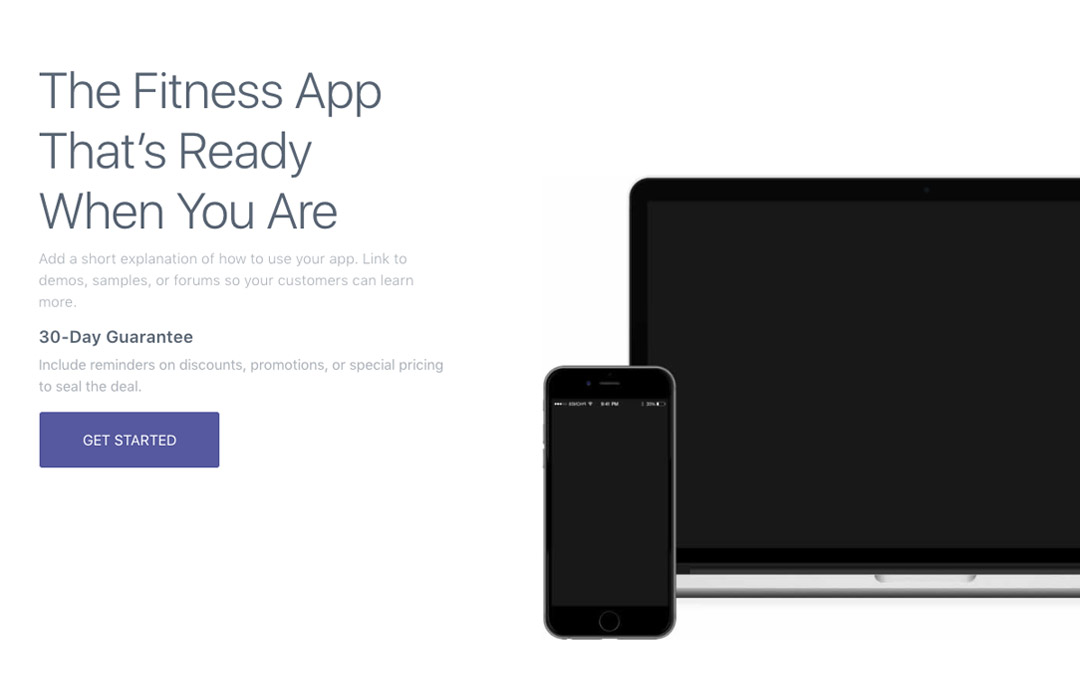 The Fitness App
That’s Ready
When You Are
Add a short explanation of how to use your app. Link to
demos, samples, or forums so your customers can learn
more.
30-Day Guarantee
Include reminders on discounts, promotions, or special pricing
to seal the deal.
GET STARTED
9:41 PM